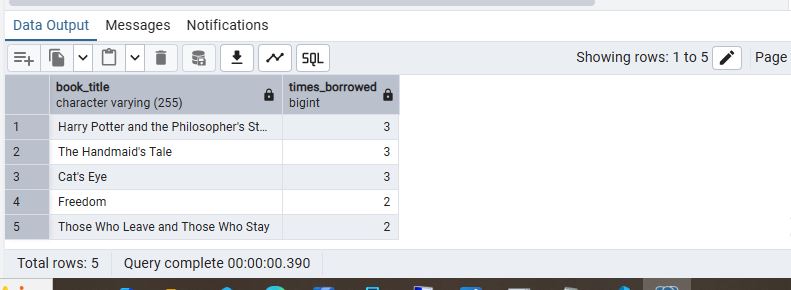 Data Output Messages Notifications
SQL Showing rows: 1 to 5 Page
book_title times_borrowed
character varying (255) bigint
1 Harry Potter and the Philosopher's St... 3
2 The Handmaid's Tale 3
3 Cat's Eye 3
4 Freedom 2
5 Those Who Leave and Those Who Stay 2
Total rows: 5 Query complete 00:00:00.390